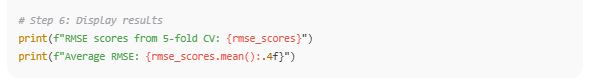 # Step 6: Display results
print(f"RMSE scores from 5-fold CV: {rmse_scores}")
print(f"Average RMSE: {rmse_scores.mean():.4f}")